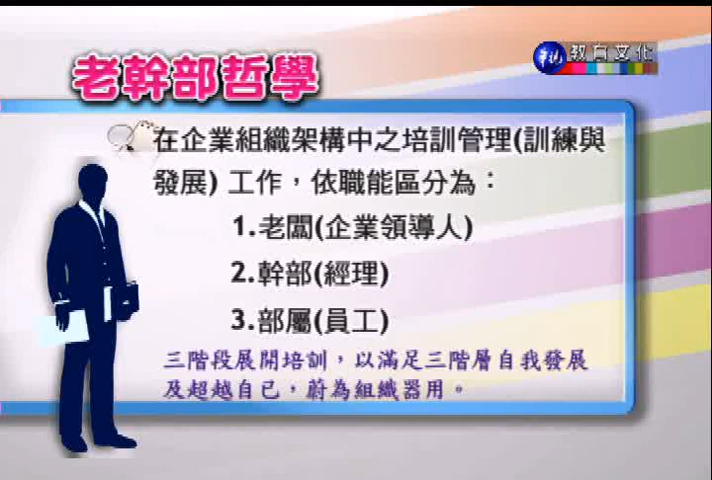 老幹部哲學
華視 教育文化
在企業組織架構中之培訓管理(訓練與
發展) 工作，依職能區分為：
1.老闆(企業領導人)
2.幹部(經理)
3.部屬(員工)
三階段展開培訓，以滿足三階層自我發展
及超越自己，蔚為組織器用。